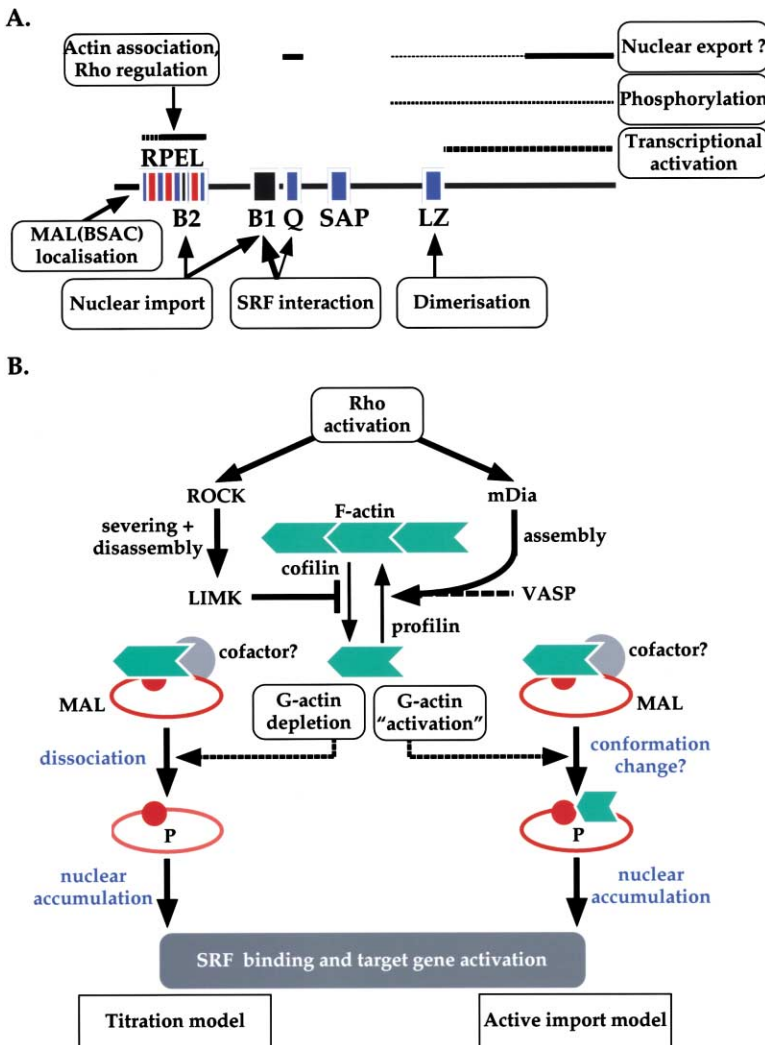 A.
Actin association,
Rho regulation
Nuclear export ?
Phosphorylation
Transcriptional
activation
RPEL
B2
B1
Q
SAP
LZ
MAL(BSAC)
localisation
Nuclear import
SRF interaction
Dimerisation
B.
Rho
activation
ROCK
mDia
F-actin
severing +
disassembly
assembly
cofilin
LIMK
VASP
profilin
cofactor?
cofactor?
MAL
G-actin
depletion
G-actin
"activation"
MAL
dissociation
conformation
change?
P
P
nuclear
accumulation
nuclear
accumulation
SRF binding and target gene activation
Titration model
Active import model